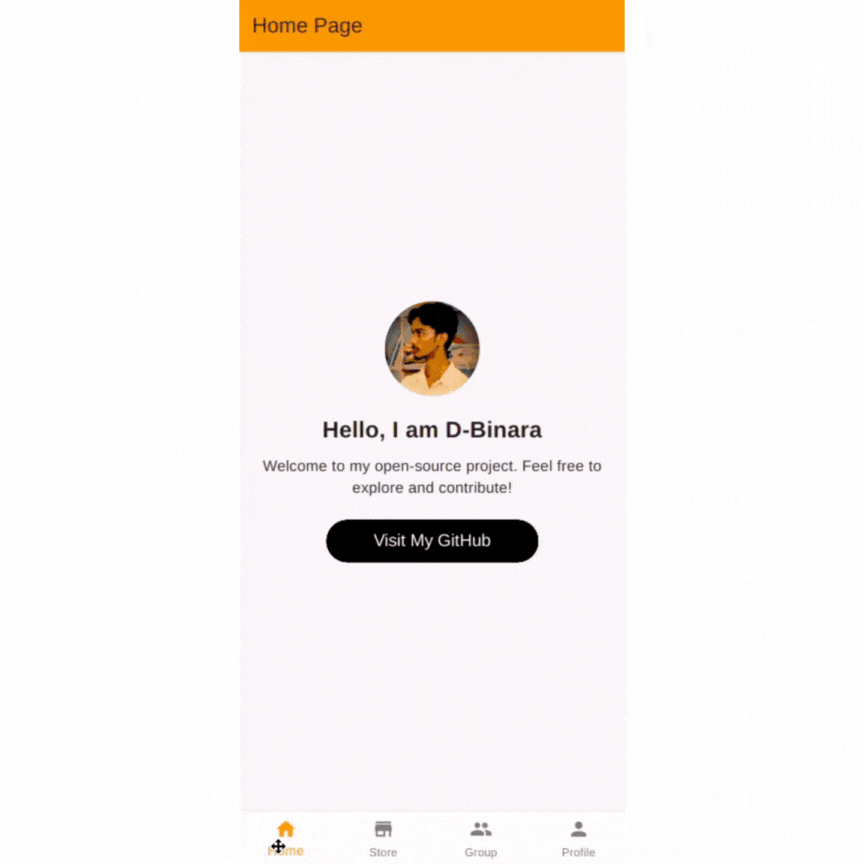 Home Page
Hello, I am D-Binara
Welcome to my open-source project. Feel free to
explore and contribute!
Visit My GitHub
Home
Store
Group
Profile